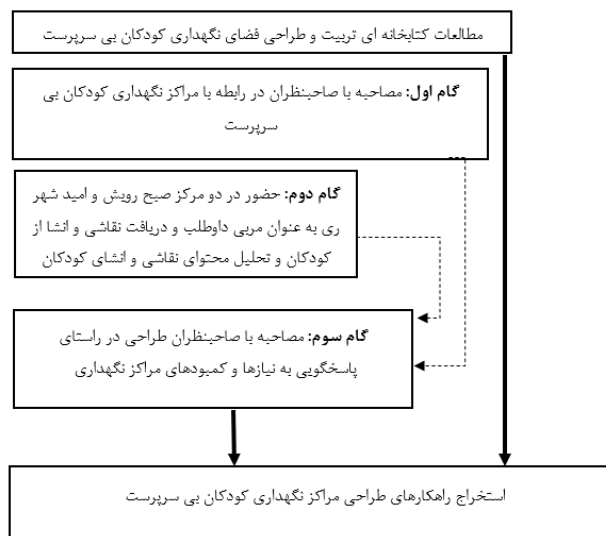 مطالعات کتابخانه ای تربیت و طراحی فضای نگهداری کودکان بی سرپرست
گام اول: مصاحبه با صاحبنظران در رابطه با مراکز نگهداری کودکان بی
سرپرست
گام دوم: حضور در دو مرکز صبح رویش و امید شهر
ری به عنوان مربی داوطلب و دریافت نقاشی و انشا از
کودکان و تحلیل محتوای نقاشی و انشای کودکان
گام سوم: مصاحبه با صاحبنظران طراحی در راستای
پاسخگویی به نیازها و کمبودهای مراکز نگهداری
استخراج راهکارهای طراحی مراکز نگهداری کودکان بی سرپرست